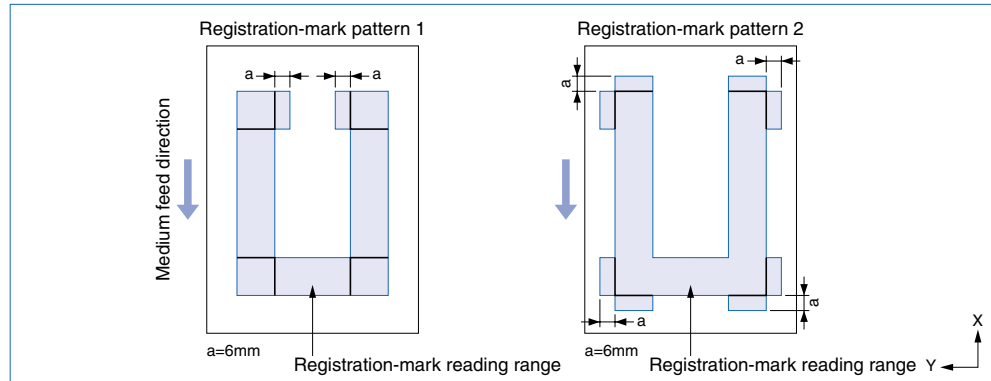 Registration-mark pattern 1
Registration-mark pattern 2
a
a
a
a
Medium feed direction
a
a
a=6mm
Registration-mark reading range
a=6mm
Registration-mark reading range
X
Y